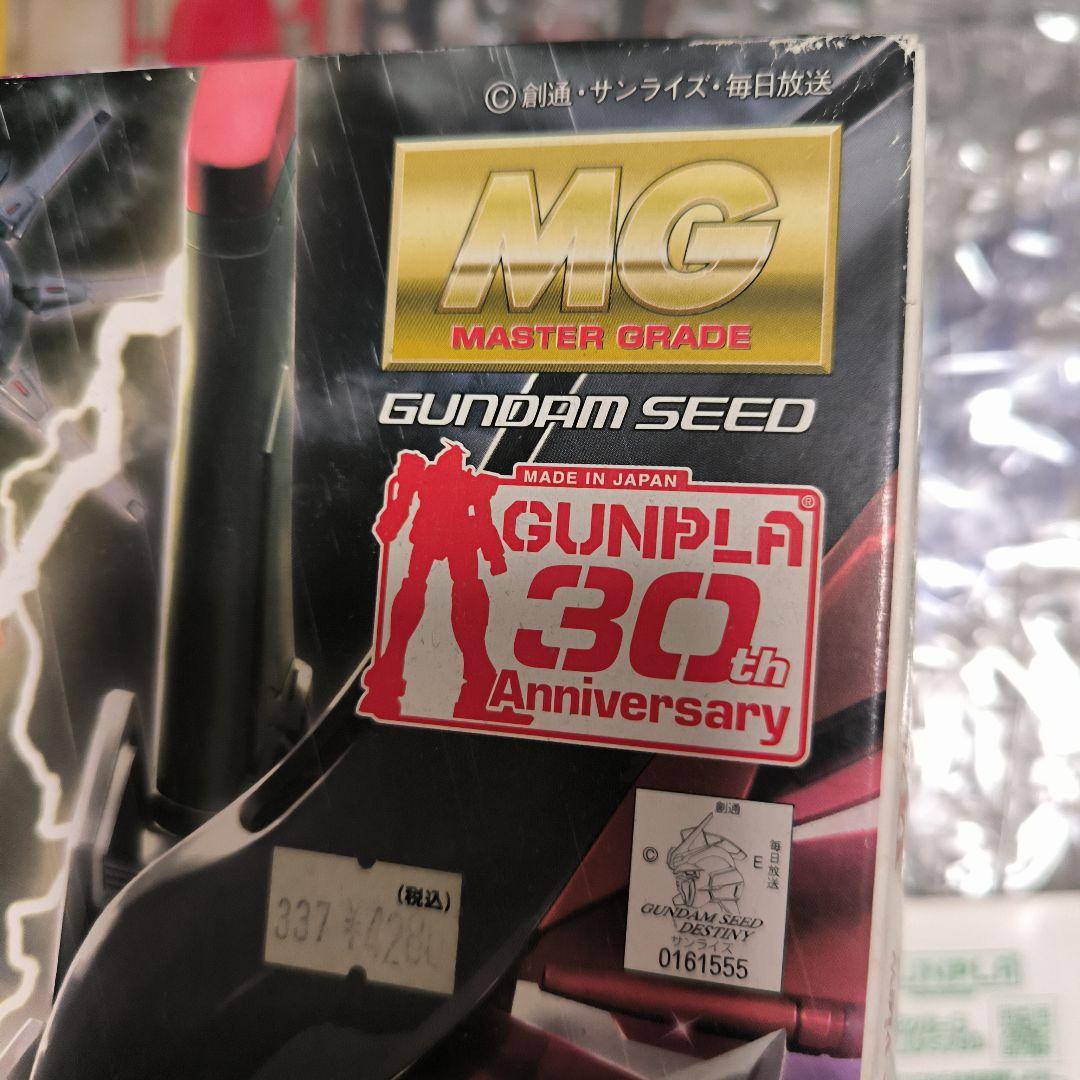 ©創通・サンライズ・毎日放送
MG
MASTER GRADE
GUNDAM SEED
MADE IN JAPAN
GUNPLA®
30th
Anniversary
創通
© E 毎日放送
GUNDAM SEED
DESTINY
サンライズ
0161555
(税込)
337
GUNPLA